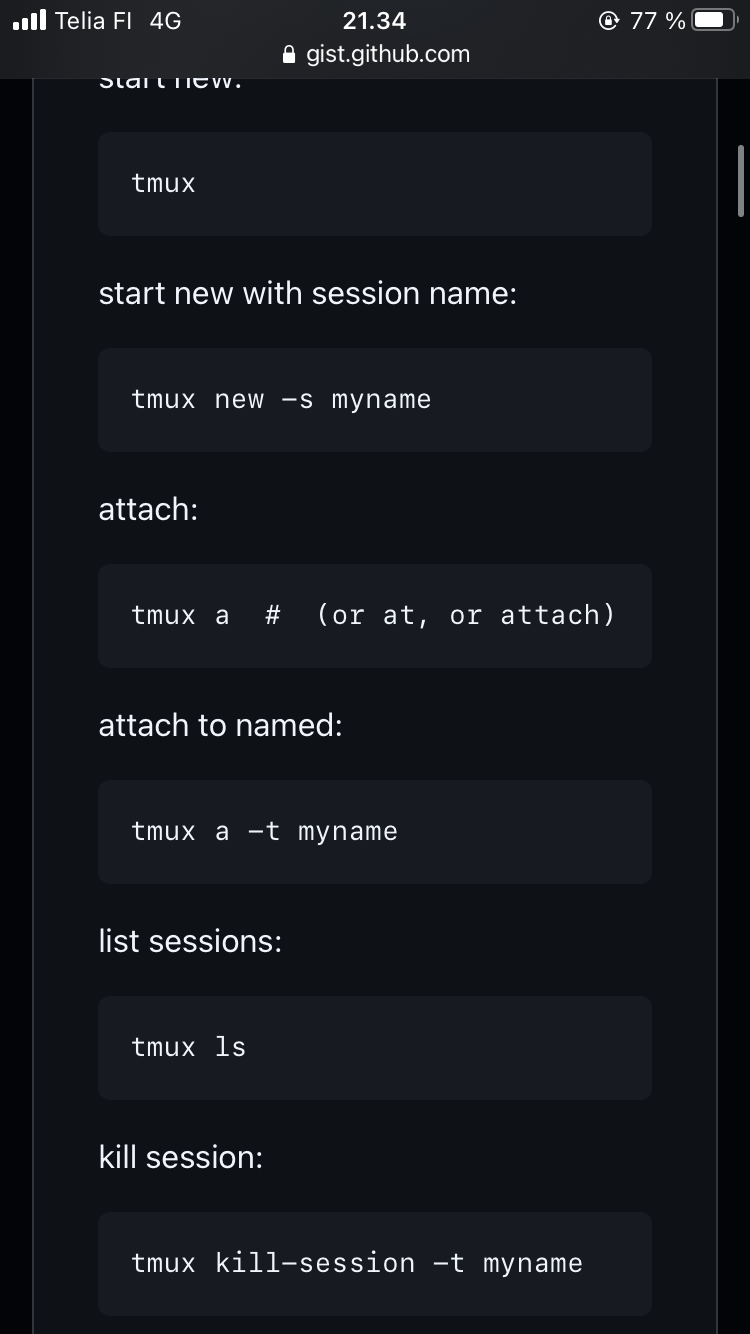 Telia FI 4G 21.34 77 %
gist.github.com
start new:
tmux
start new with session name:
tmux new -s myname
attach:
tmux a  #  (or at, or attach)
attach to named:
tmux a -t myname
list sessions:
tmux ls
kill session:
tmux kill-session -t myname